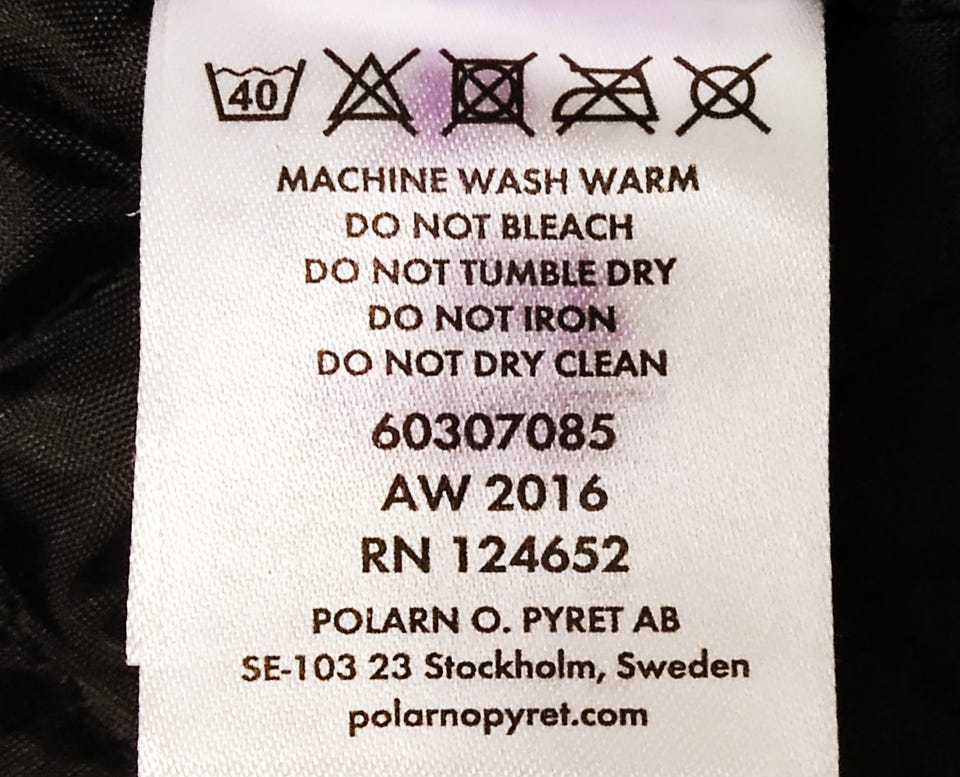 40
MACHINE WASH WARM
DO NOT BLEACH
DO NOT TUMBLE DRY
DO NOT IRON
DO NOT DRY CLEAN
60307085
AW 2016
RN 124652
POLARN O. PYRET AB
SE-103 23 Stockholm, Sweden
polarnopyret.com